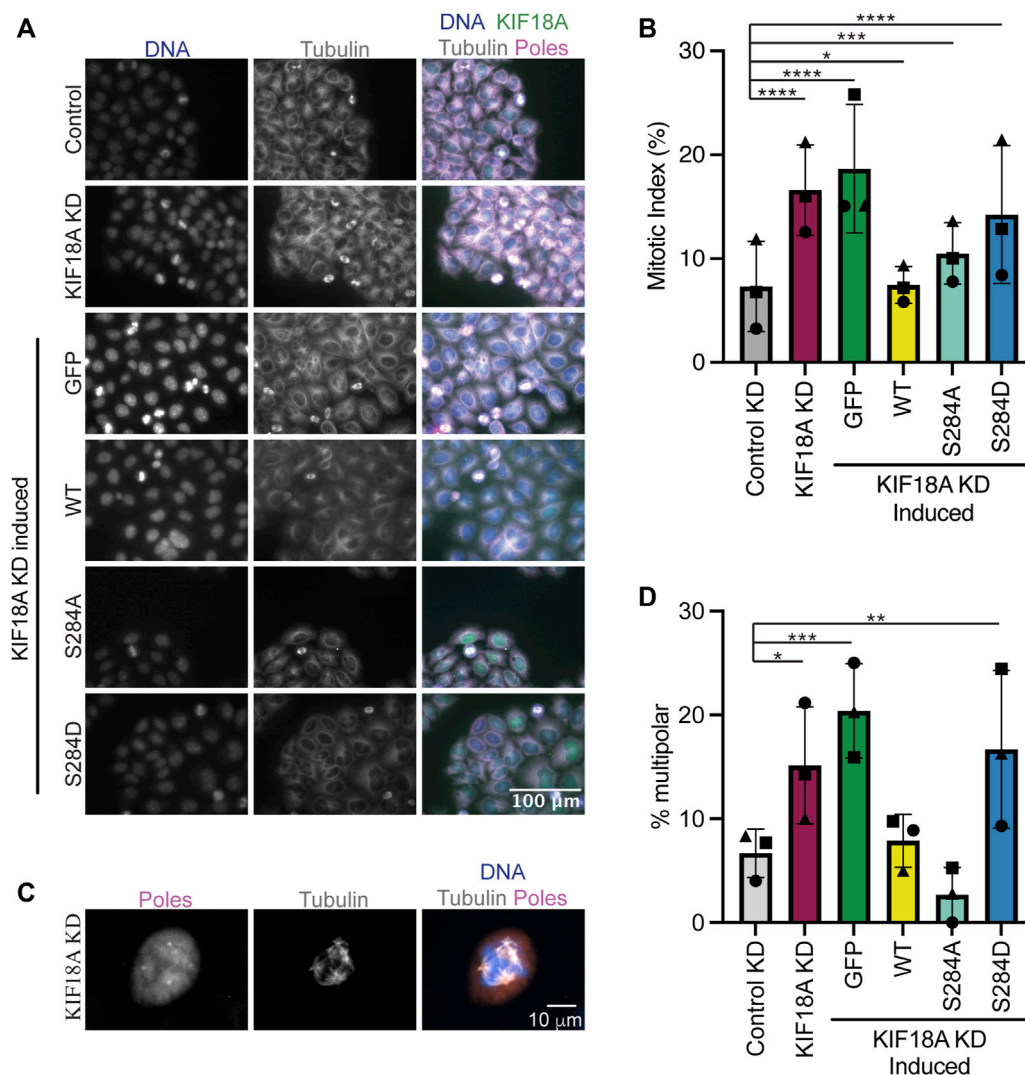 A
DNA
Tubulin
DNA KIF18A
Tubulin Poles
Control
KIF18A KD
KIF18A KD induced
GFP
WT
S284A
S284D
100 µm
B
Mitotic Index (%)
30
20
10
0
****
***
*
****
****
Control KD
KIF18A KD
GFP
WT
S284A
S284D
KIF18A KD
Induced
C
Poles
Tubulin
DNA
Tubulin Poles
KIF18A KD
10 µm
D
% multipolar
30
20
10
0
**
***
*
Control KD
KIF18A KD
GFP
WT
S284A
S284D
KIF18A KD
Induced